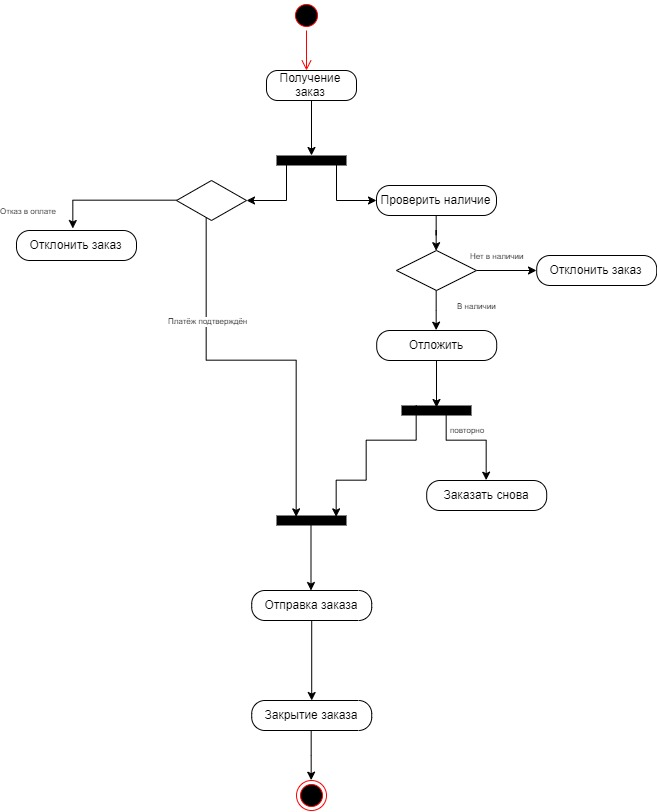 Получение
заказ
Проверить наличие
Отказ в оплате
Отклонить заказ
Нет в наличии
Отклонить заказ
В наличии
Платёж подтверждён
Отложить
повторно
Заказать снова
Отправка заказа
Закрытие заказа